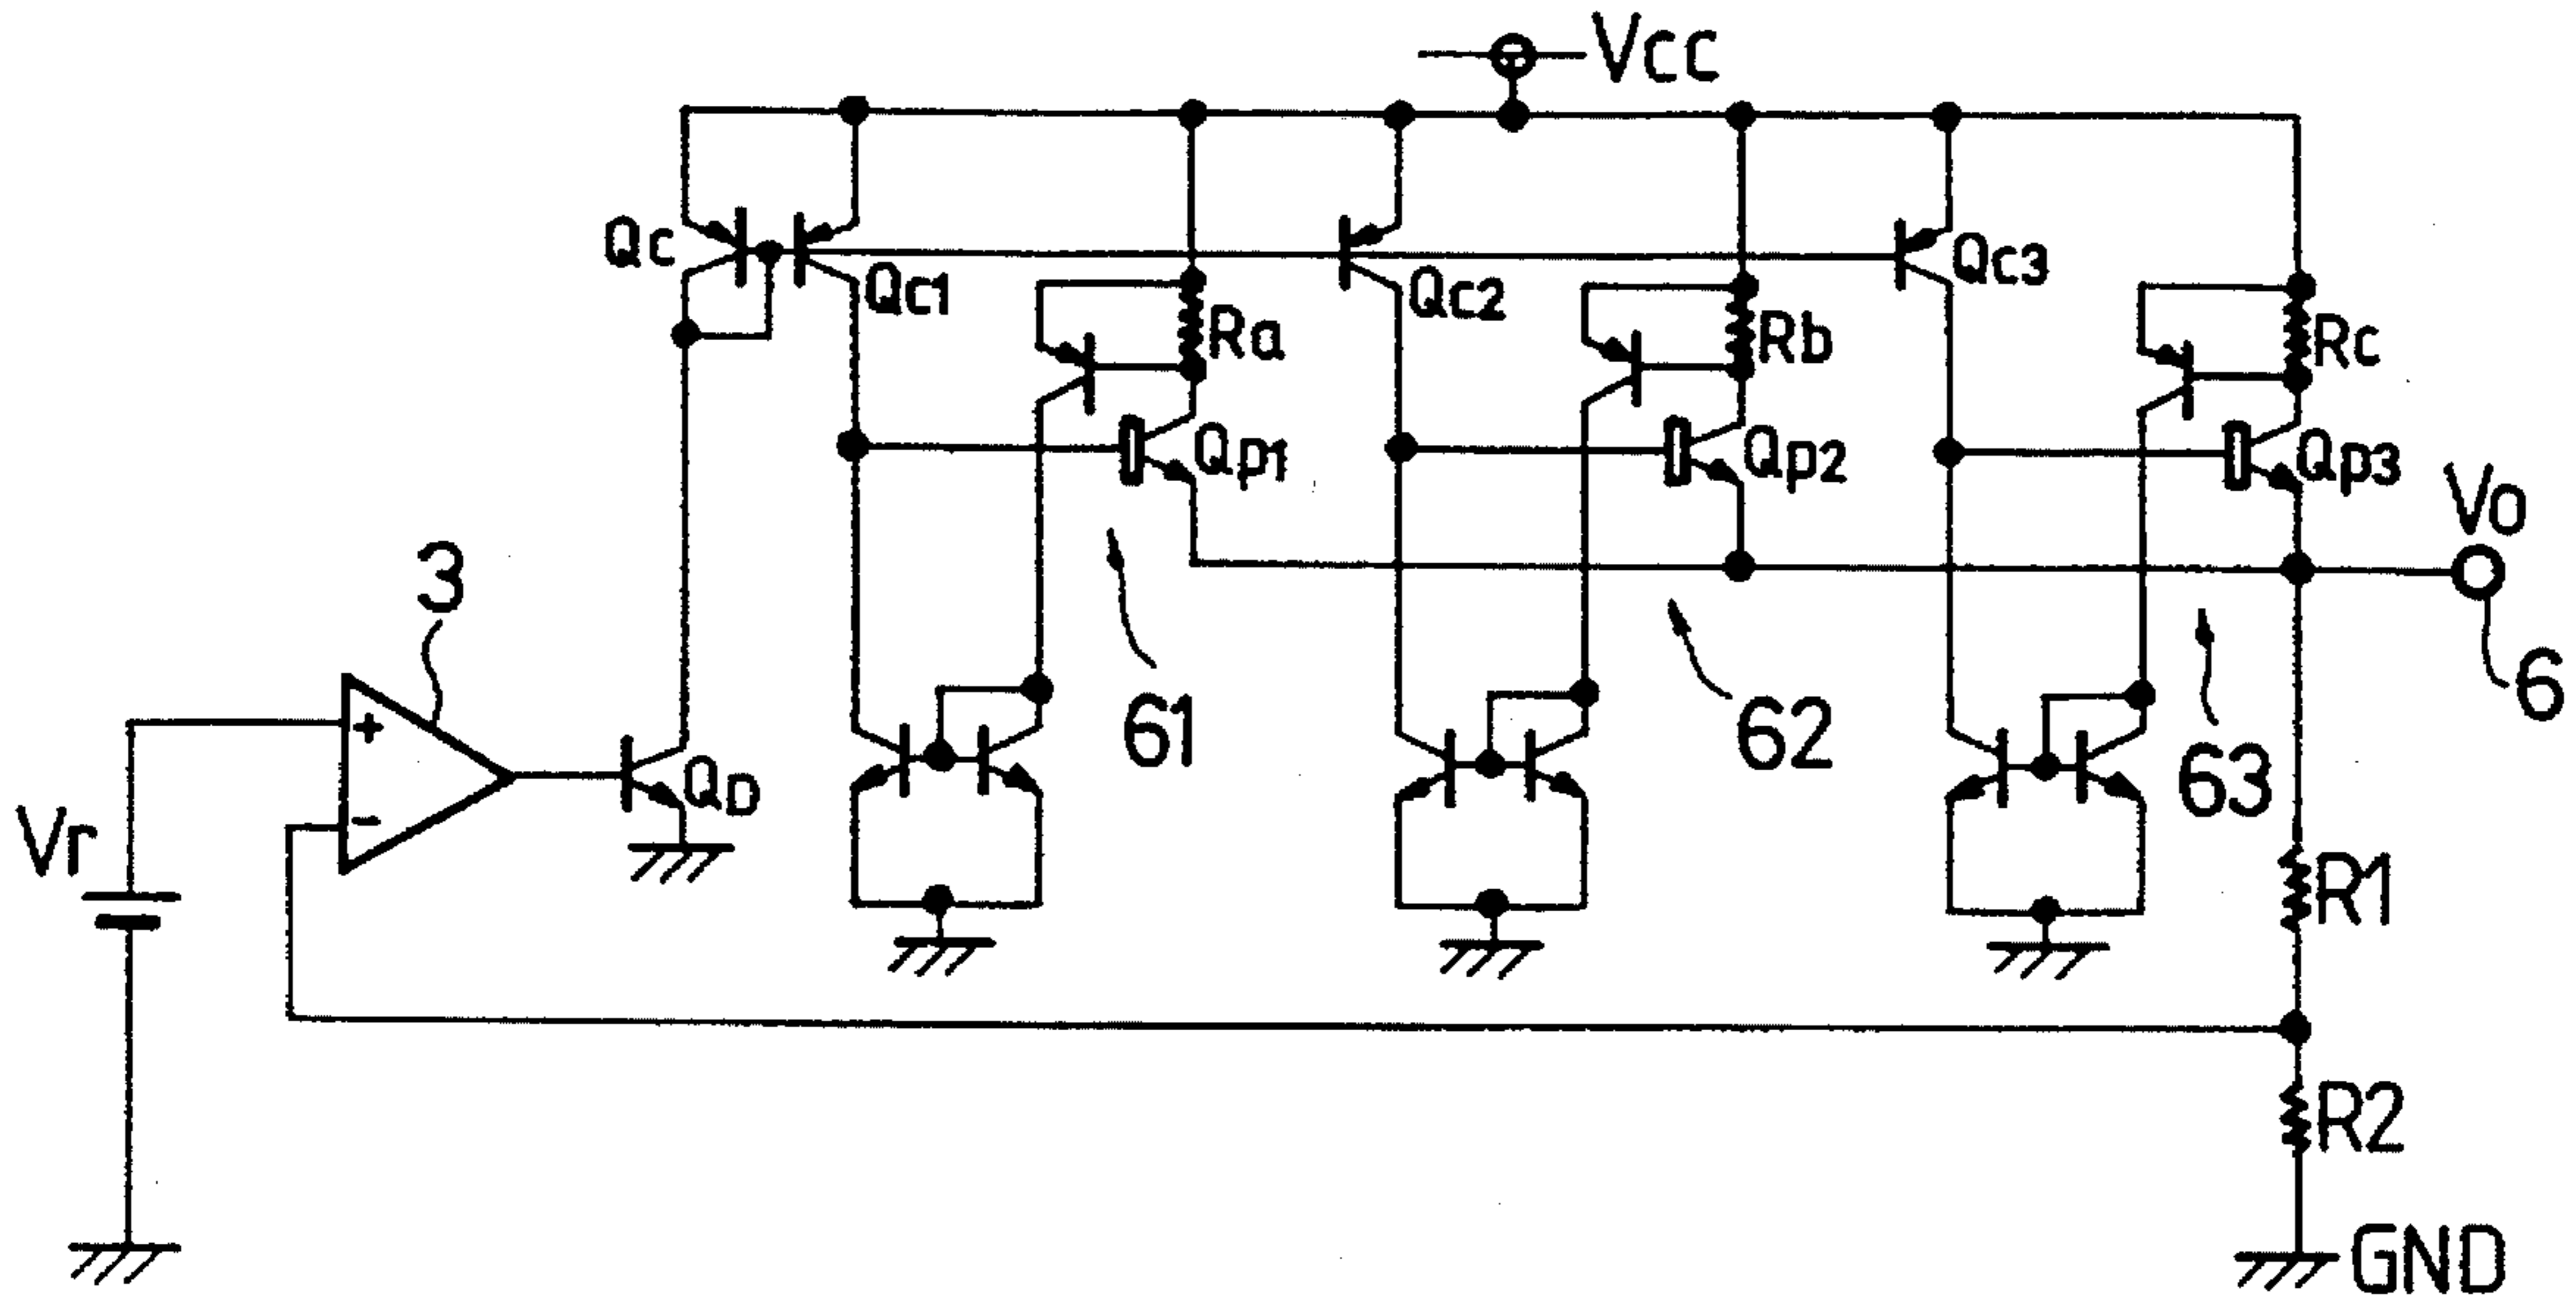 Vcc
Qc
Qc1
Ra
Qc2
Rb
Qc3
Rc
Qp1
Qp2
Qp3
Vo
3
+
-
QD
61
62
63
6
Vr
R1
R2
GND